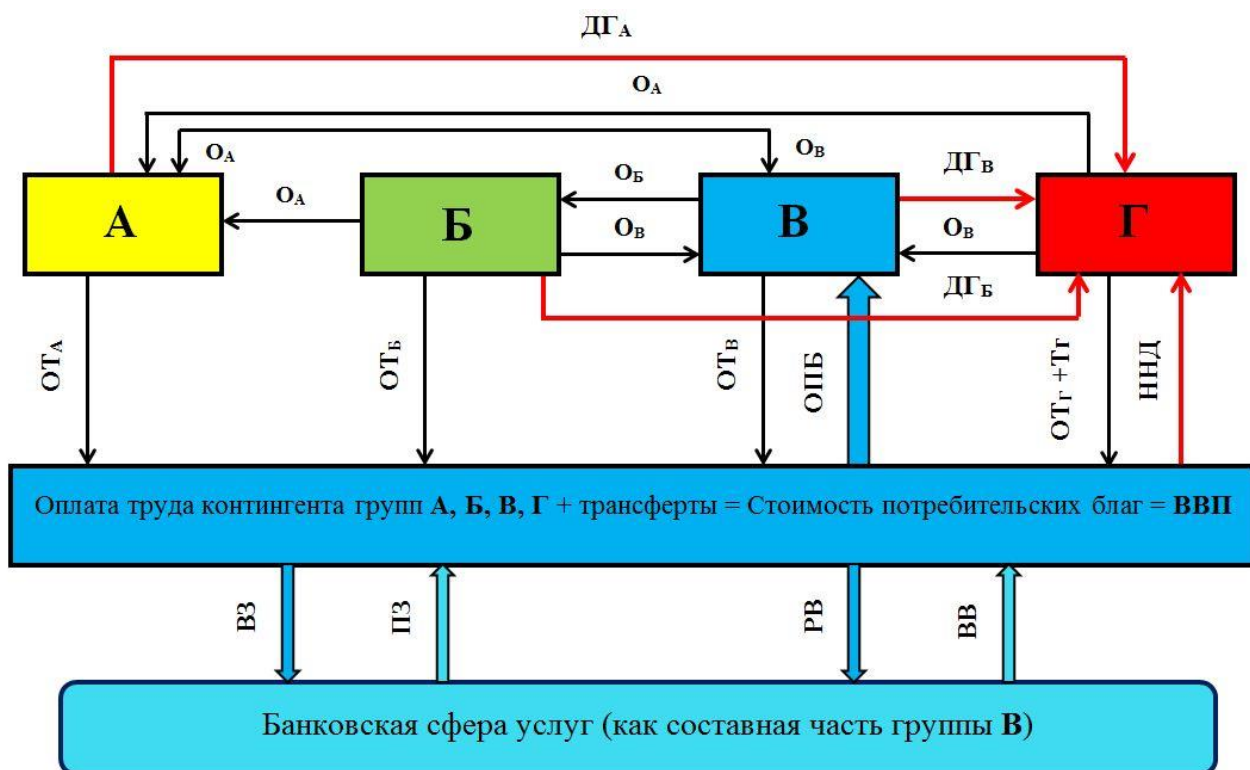 ДГА
ОА
ОА
ОВ
ОБ
ДГВ
ОА
А
Б
В
Г
ОВ
ОВ
ДГБ
ОТА
ОТБ
ОТВ
ОПБ
ОТГ +ТГ
ННД
Оплата труда контингента групп А, Б, В, Г + трансферты = Стоимость потребительских благ = ВВП
ВЗ
ПЗ
РВ
ВВ
Банковская сфера услуг (как составная часть группы В)